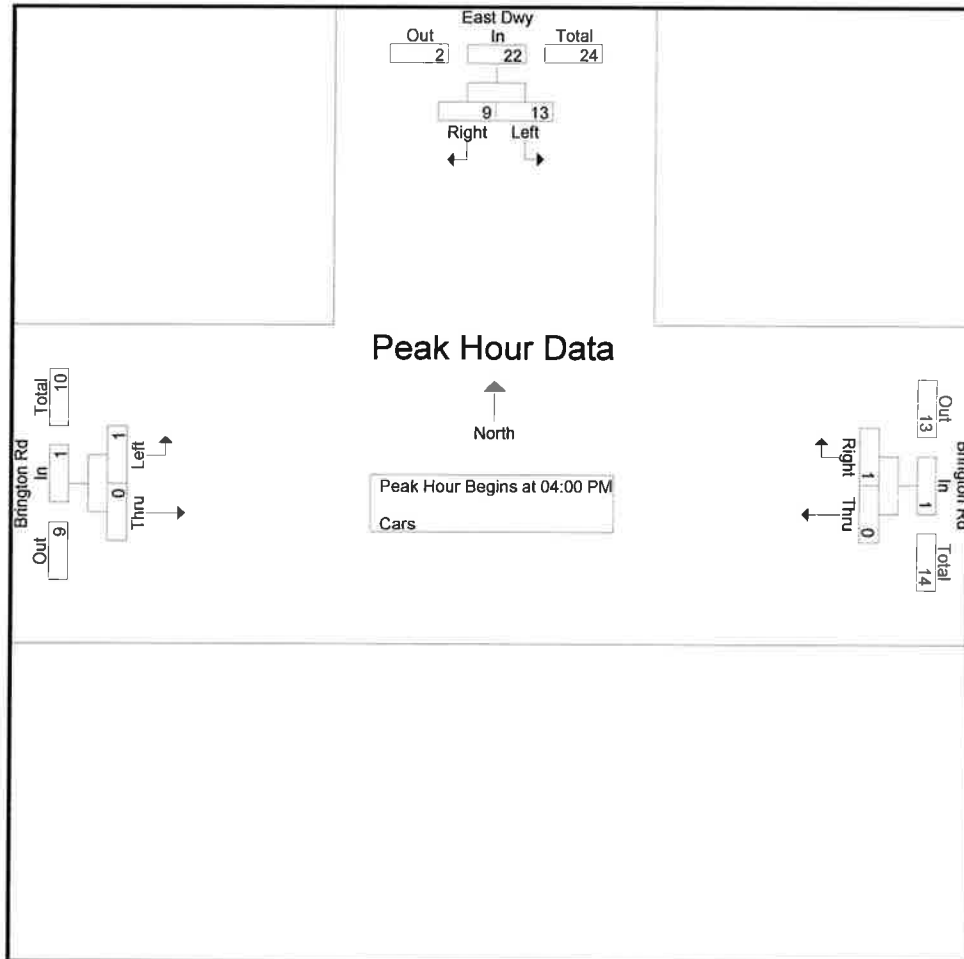 East Dwy
Out In Total
2 22 24
9 13
Right Left
Peak Hour Data
North
Peak Hour Begins at 04:00 PM
Cars
Brington Rd
Out In Total
9 1 10
0 1
Thru Left
Brington Rd
Out In Total
13 1 14
1 0
Right Thru